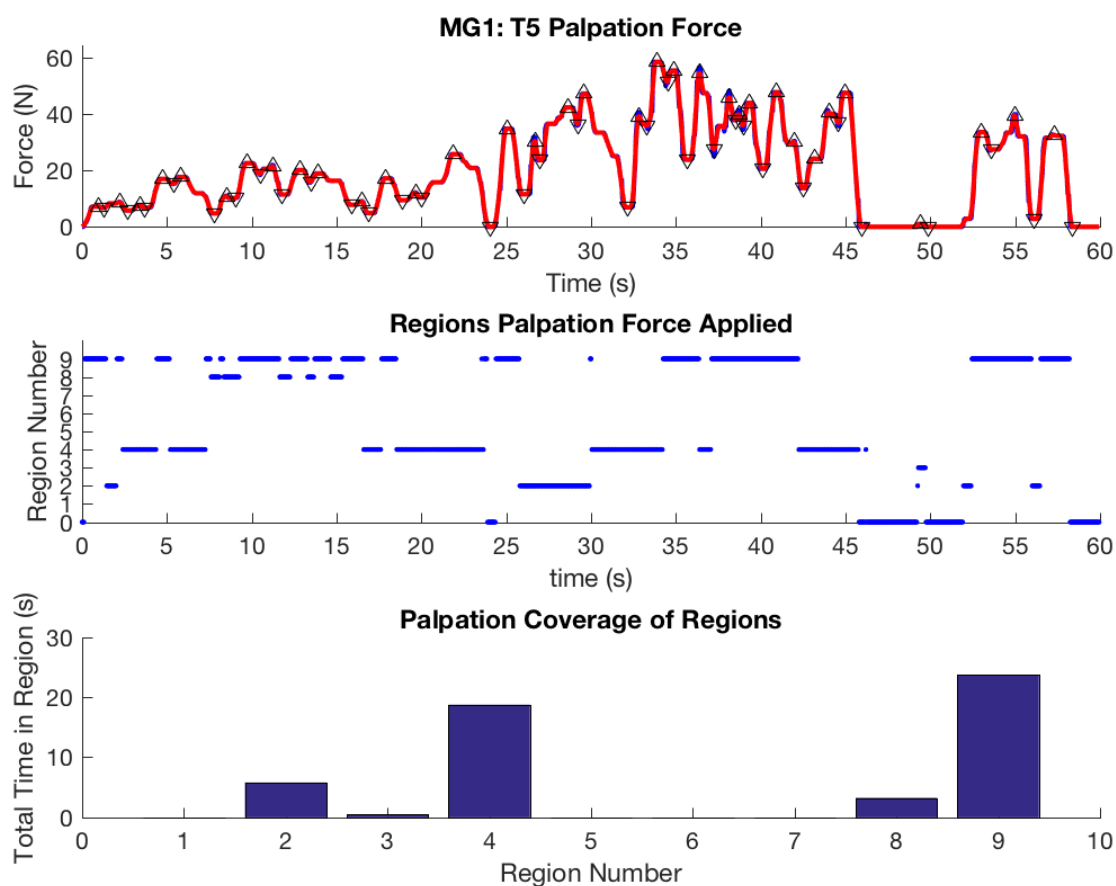 MG1: T5 Palpation Force
Force (N)
60
40
20
0
0 5 10 15 20 25 30 35 40 45 50 55 60
Time (s)
Regions Palpation Force Applied
Region Number
9
8
7
6
5
4
3
2
1
0
0 5 10 15 20 25 30 35 40 45 50 55 60
time (s)
Palpation Coverage of Regions
Total Time in Region (s)
30
20
10
0
0 1 2 3 4 5 6 7 8 9 10
Region Number